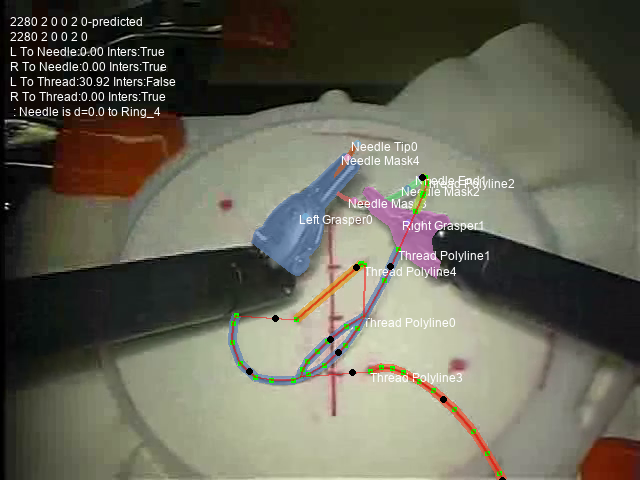 2280 2 0 0 2 0-predicted
2280 2 0 0 2 0
L To Needle:0.00 Inters:True
R To Needle:0.00 Inters:True
L To Thread:30.92 Inters:False
R To Thread:0.00 Inters:True
: Needle is d=0.0 to Ring_4
Needle Tip0
Needle Mask4
Needle End1
Thread Polyline2
Needle Mask2
Needle Mask3
Left Grasper0
Right Grasper1
Thread Polyline1
Thread Polyline4
Thread Polyline0
Thread Polyline3